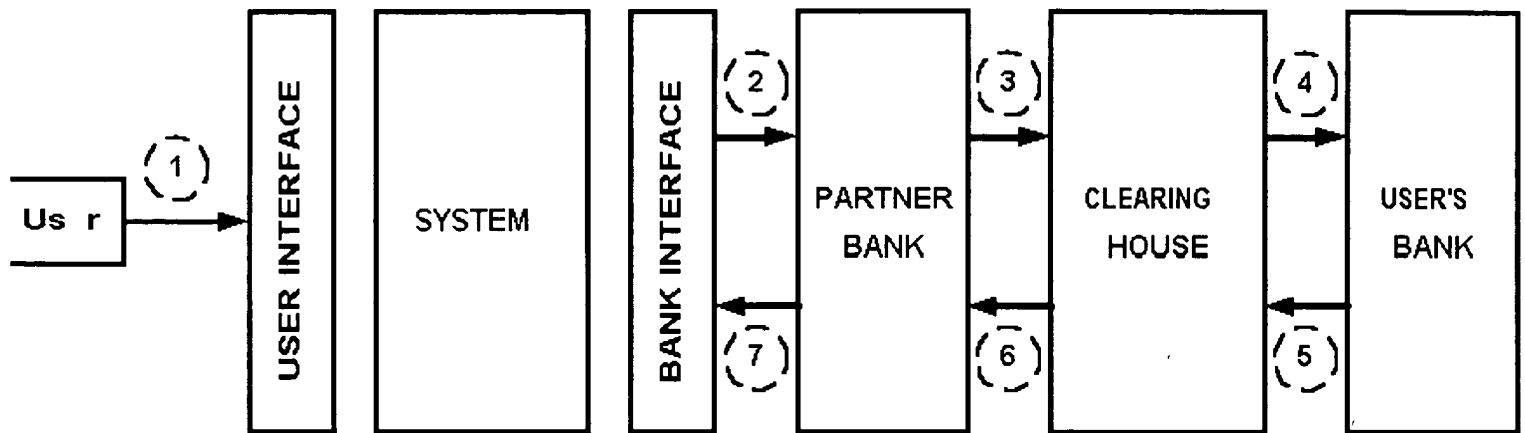 1
Us r
USER INTERFACE
SYSTEM
BANK INTERFACE
2
7
PARTNER
BANK
3
6
CLEARING
HOUSE
4
5
USER'S
BANK